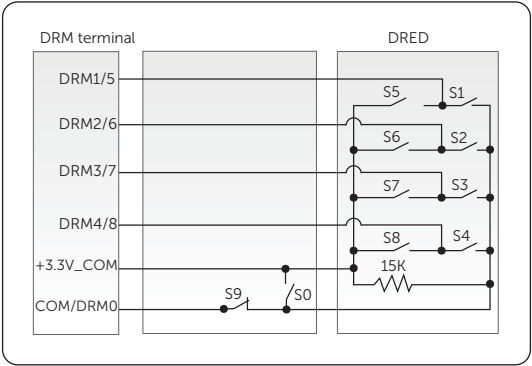 DRM terminal
DRED
DRM1/5
S5
S1
DRM2/6
S6
S2
DRM3/7
S7
S3
DRM4/8
S8
S4
+3.3V_COM
15K
COM/DRM0
S9
S0